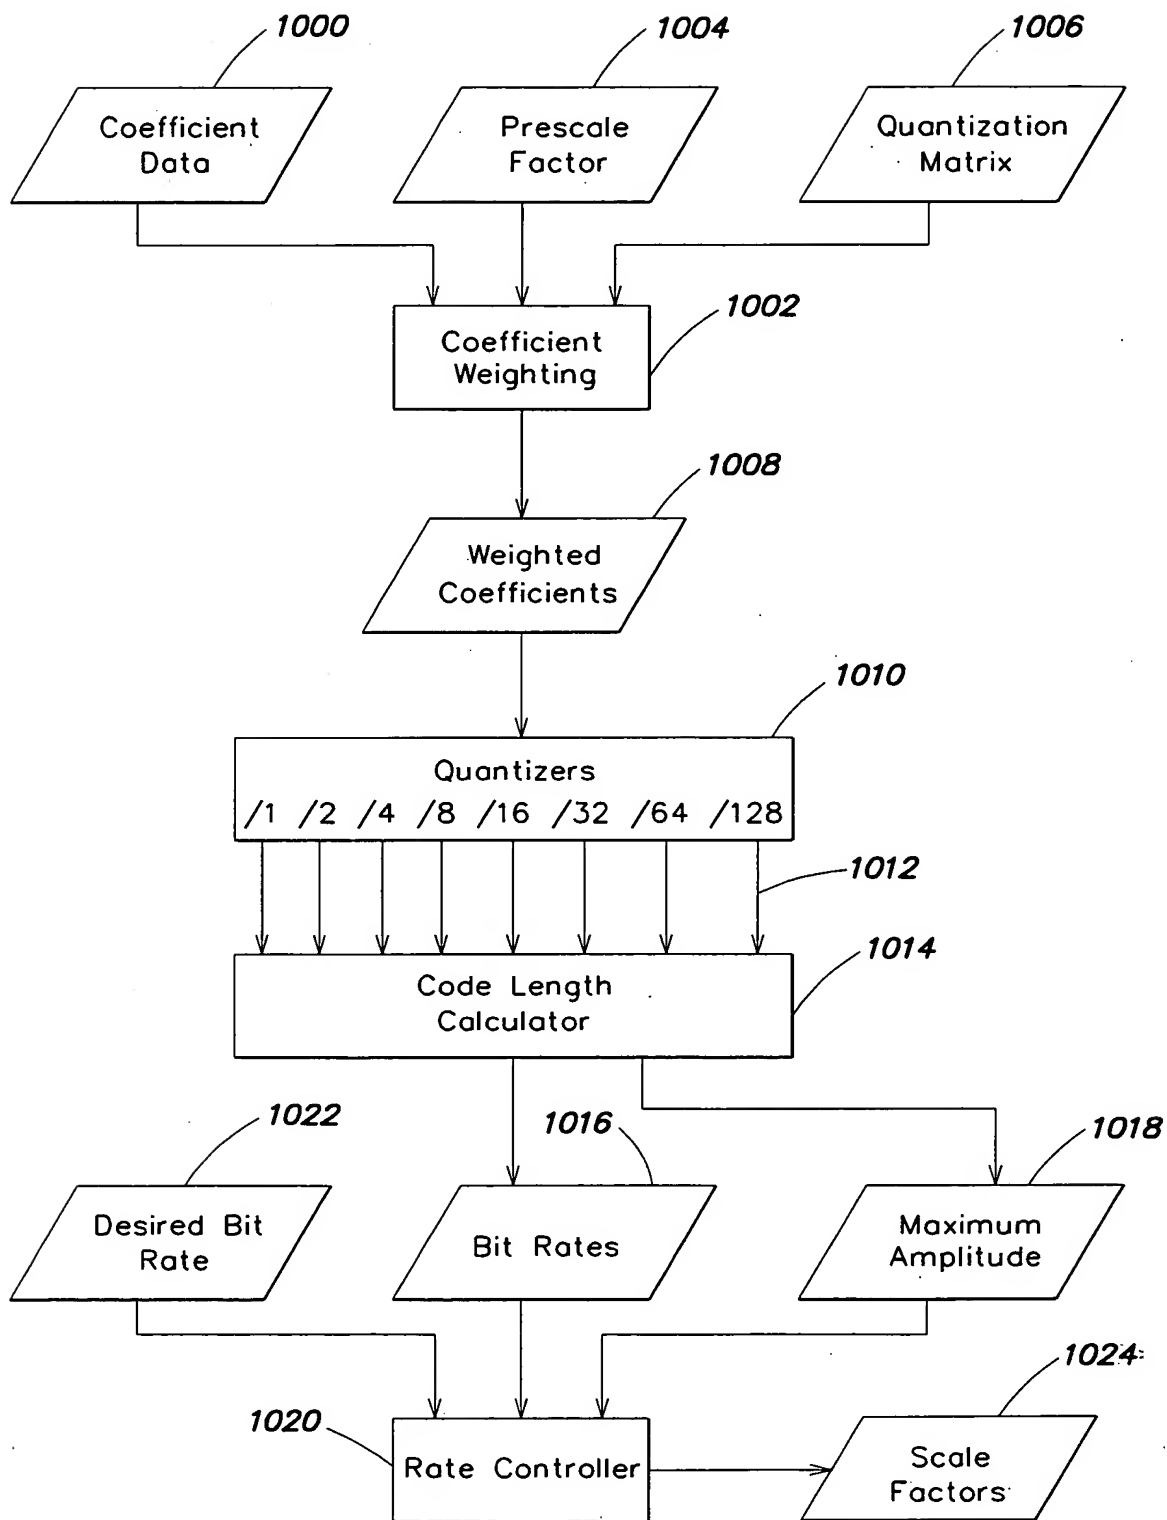 1000
1004
1006
Coefficient
Data
Prescale
Factor
Quantization
Matrix
1002
Coefficient
Weighting
1008
Weighted
Coefficients
1010
Quantizers
/1 /2 /4 /8 /16 /32 /64 /128
1012
1014
Code Length
Calculator
1022
1016
1018
Desired Bit
Rate
Bit Rates
Maximum
Amplitude
1024
1020
Rate Controller
Scale
Factors